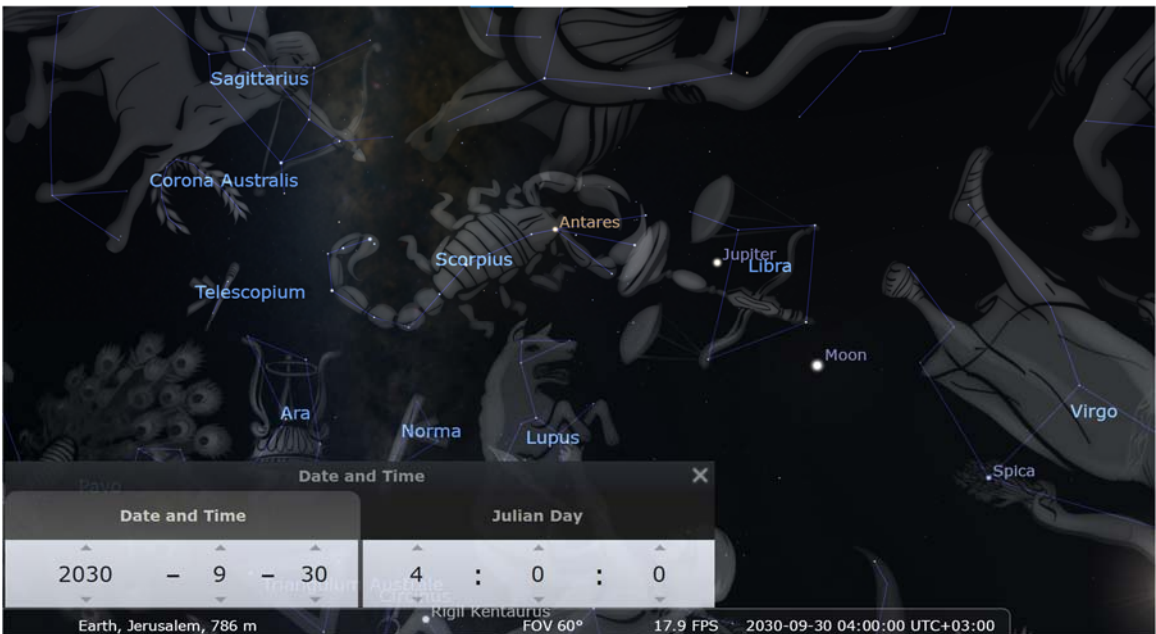 Sagittarius
Corona Australis
Antares
Scorpius
Jupiter
Libra
Telescopium
Moon
Ara
Norma
Lupus
Virgo
Spica
Date and Time
Pavo
Date and Time
Julian Day
2030 – 9 – 30 4 : 0 : 0
Triangulum Australe
Circinus
Rigil Kentaurus
Earth, Jerusalem, 786 m FOV 60° 17.9 FPS 2030-09-30 04:00:00 UTC+03:00